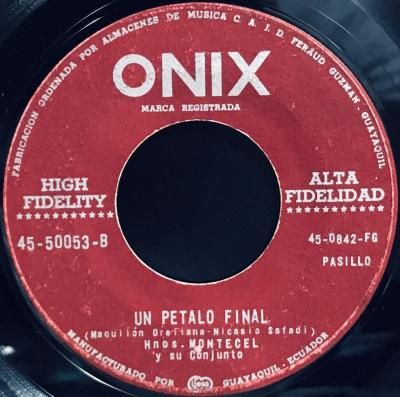 FABRICACION ORDENADA POR ALMACENES DE MUSICA C. A. I. D. FERAUD GUZMAN - GUAYAQUIL
ONIX
MARCA REGISTRADA
HIGH FIDELITY
ALTA FIDELIDAD
45-50053-B
45-0842-FG
PASILLO
UN PETALO FINAL
(Maquilón Orellana-Nicasio Safadi)
Hnos. MONTECEL
y su Conjunto
MANUFACTURADO POR ifesa GUAYAQUIL - ECUADOR